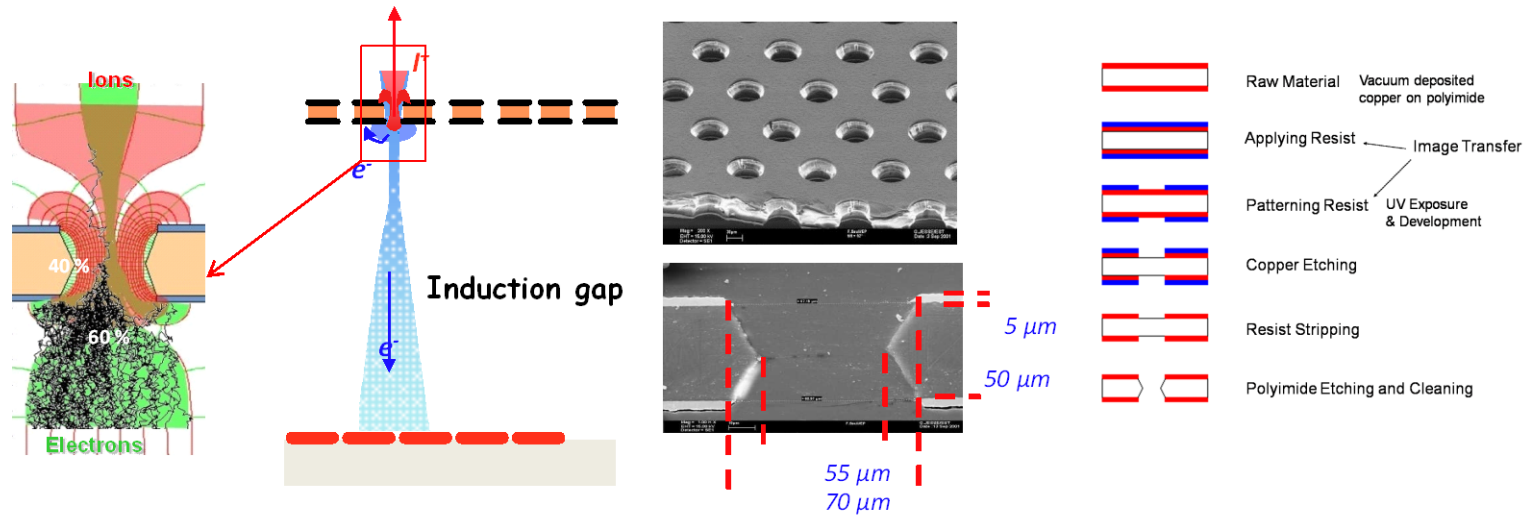 Ions
40 %
60 %
Electrons
I+
e-
e-
Induction gap
5 µm
50 µm
55 µm
70 µm
Raw Material
Vacuum deposited
copper on polyimide
Applying Resist
Image Transfer
Patterning Resist
UV Exposure
& Development
Copper Etching
Resist Stripping
Polyimide Etching and Cleaning